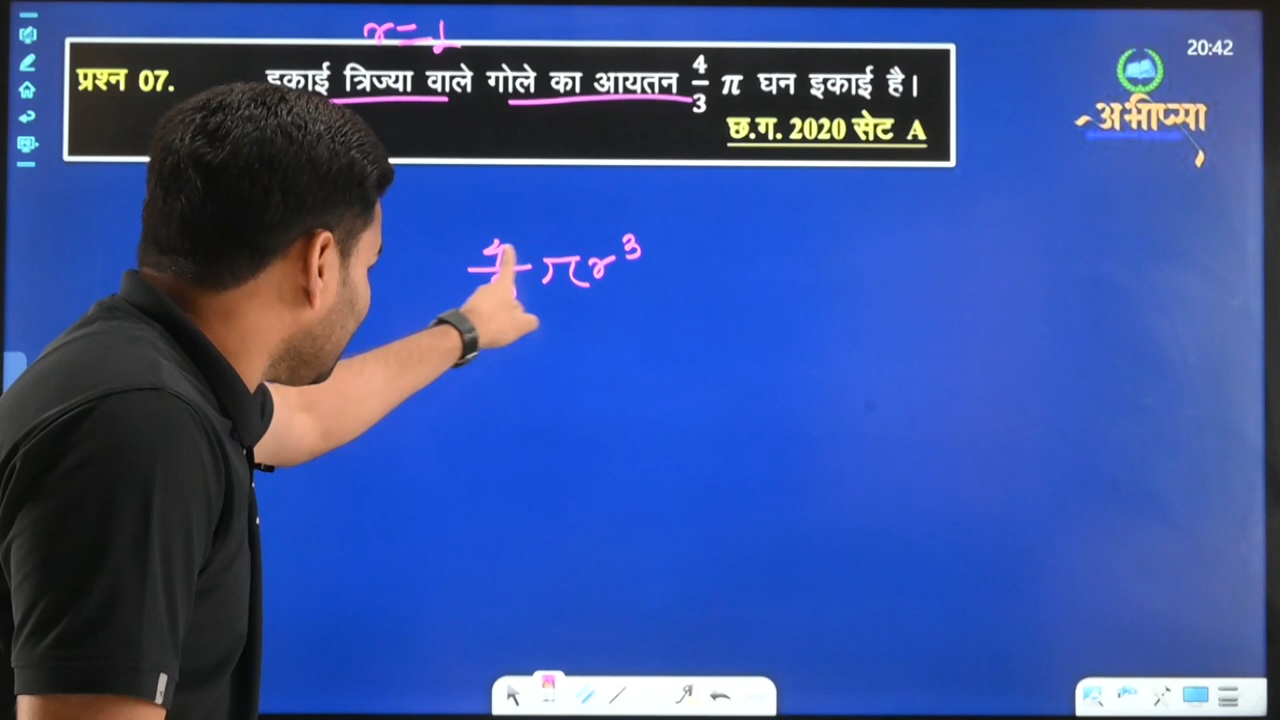 r = 1
20:42
प्रश्न 07. इकाई त्रिज्या वाले गोले का आयतन 4/3 π घन इकाई है।
छ.ग. 2020 सेट A
अभीप्सा
πr³